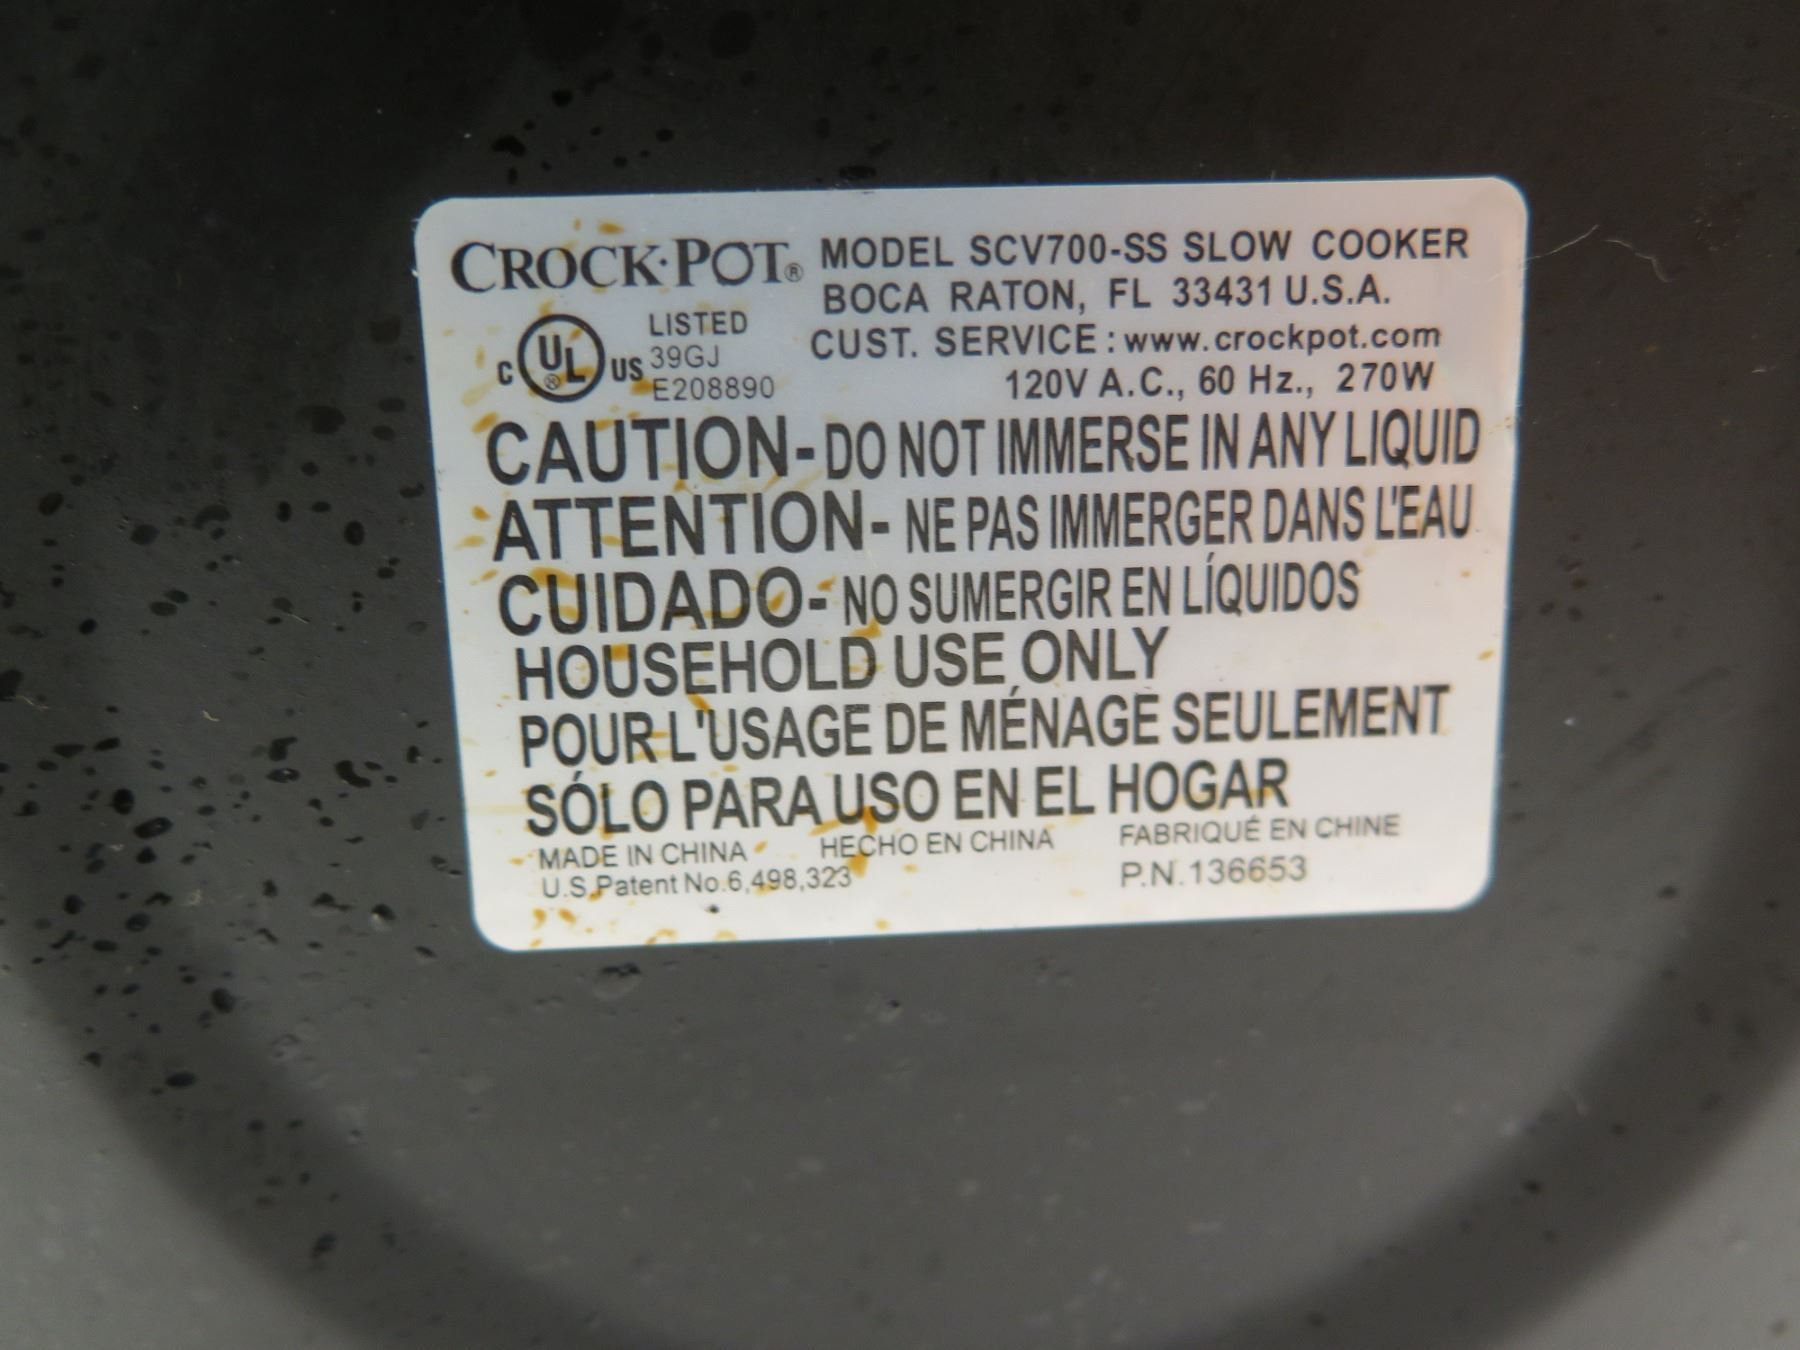 CROCK·POT® MODEL SCV700-SS SLOW COOKER
BOCA RATON, FL 33431 U.S.A.
CUST. SERVICE: www.crockpot.com
120V A.C., 60 Hz., 270W
C UL® US LISTED
39GJ
E208890
CAUTION- DO NOT IMMERSE IN ANY LIQUID
ATTENTION- NE PAS IMMERGER DANS L'EAU
CUIDADO- NO SUMERGIR EN LÍQUIDOS
HOUSEHOLD USE ONLY
POUR L'USAGE DE MÉNAGE SEULEMENT
SÓLO PARA USO EN EL HOGAR
MADE IN CHINA HECHO EN CHINA FABRIQUÉ EN CHINE
U.S.Patent No.6,498,323 P.N.136653